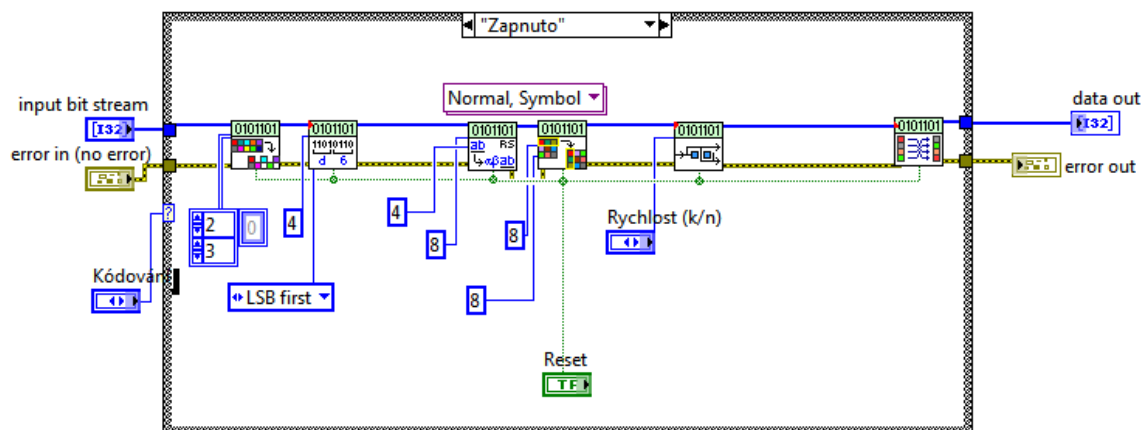 "Zapnuto"
input bit stream
[I32]
error in (no error)
Kódován
?
2
3
0
0101101
4
0101101
11010110
d 6
LSB first
Normal, Symbol
0101101
ab RS
αβab
4
8
0101101
8
8
0101101
Rychlost (k/n)
Reset
TF
0101101
data out
[I32]
error out